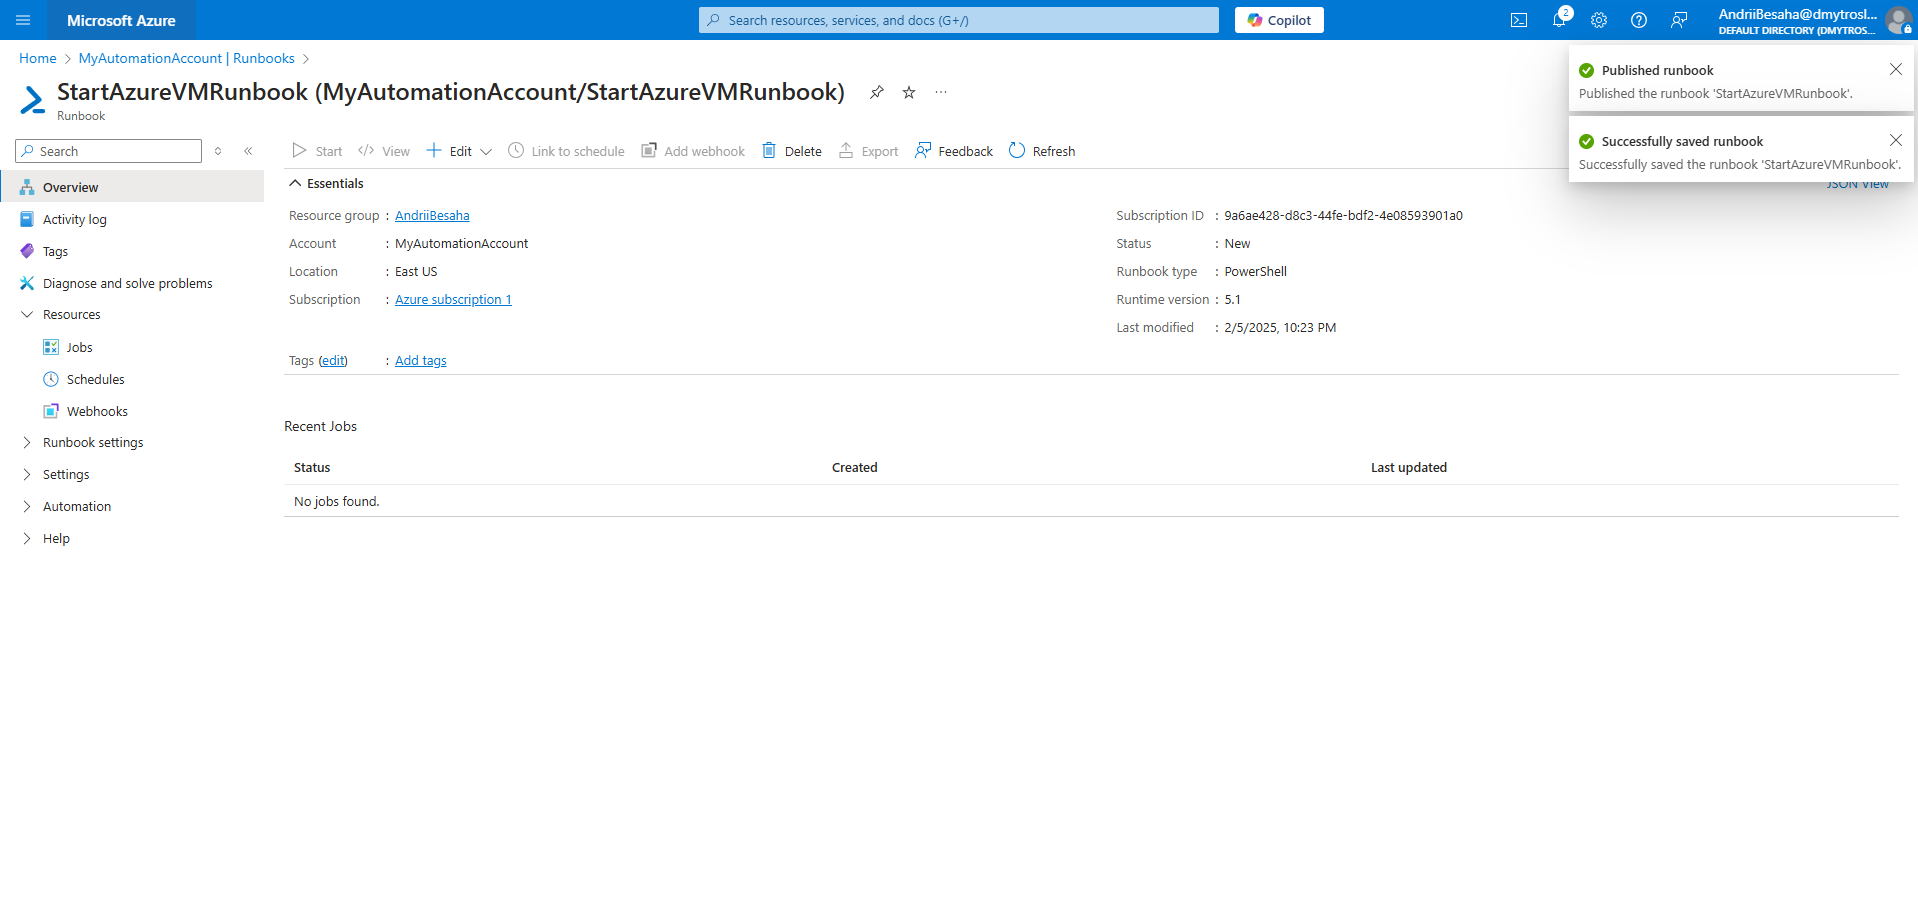 Microsoft Azure
Search resources, services, and docs (G+/)
Copilot
2
AndriiBesaha@dmytrosl...
DEFAULT DIRECTORY (DMYTROS...
Home > MyAutomationAccount | Runbooks >
StartAzureVMRunbook (MyAutomationAccount/StartAzureVMRunbook)
Runbook
Published runbook
Published the runbook 'StartAzureVMRunbook'.
Successfully saved runbook
Successfully saved the runbook 'StartAzureVMRunbook'.
Search
Start
View
Edit
Link to schedule
Add webhook
Delete
Export
Feedback
Refresh
Overview
Activity log
Tags
Diagnose and solve problems
Resources
Jobs
Schedules
Webhooks
Runbook settings
Settings
Automation
Help
Essentials
JSON View
Resource group : AndriiBesaha
Account : MyAutomationAccount
Location : East US
Subscription : Azure subscription 1
Subscription ID : 9a6ae428-d8c3-44fe-bdf2-4e08593901a0
Status : New
Runbook type : PowerShell
Runtime version : 5.1
Last modified : 2/5/2025, 10:23 PM
Tags (edit) : Add tags
Recent Jobs
Status Created Last updated
No jobs found.